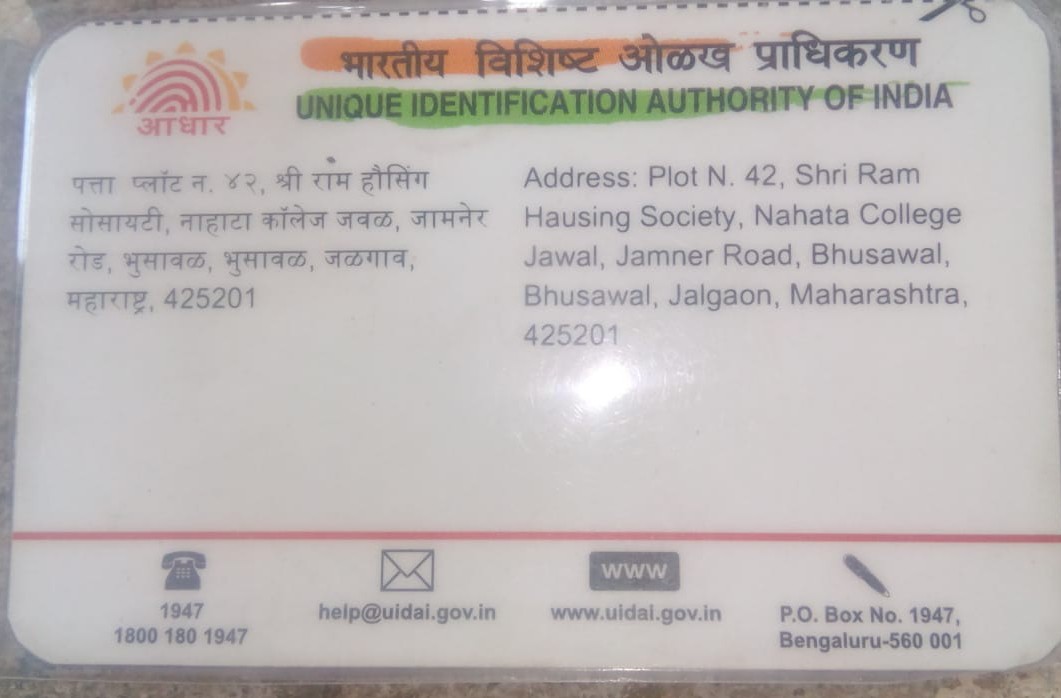 भारतीय विशिष्ट ओळख प्राधिकरण
UNIQUE IDENTIFICATION AUTHORITY OF INDIA
आधार
पत्ता प्लॉट न. ४२, श्री राम हौसिंग
सोसायटी, नाहाटा कॉलेज जवळ, जामनेर
रोड, भुसावळ, भुसावळ, जळगाव,
महाराष्ट्र, 425201
Address: Plot N. 42, Shri Ram
Hausing Society, Nahata College
Jawal, Jamner Road, Bhusawal,
Bhusawal, Jalgaon, Maharashtra,
425201
1947
1800 180 1947
help@uidai.gov.in
www
www.uidai.gov.in
P.O. Box No. 1947,
Bengaluru-560 001